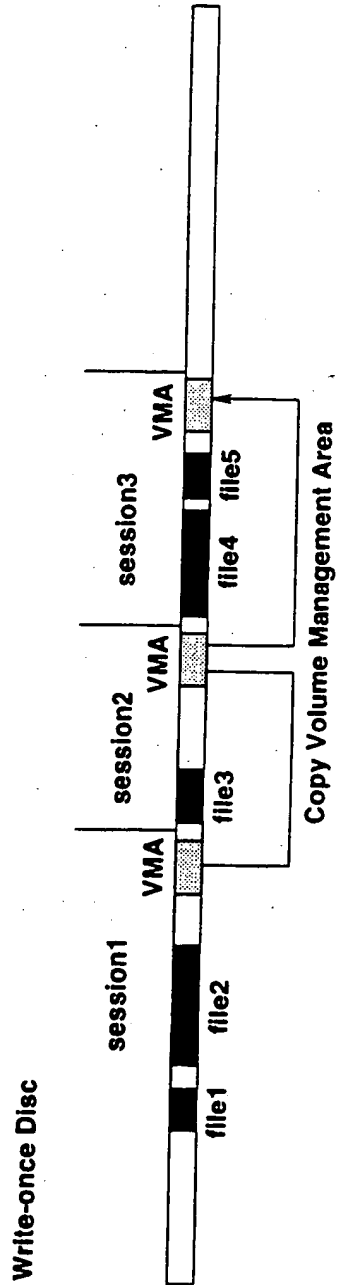 Write-once Disc
session1
session2
session3
VMA
VMA
VMA
file1
file2
file3
file4
file5
Copy Volume Management Area